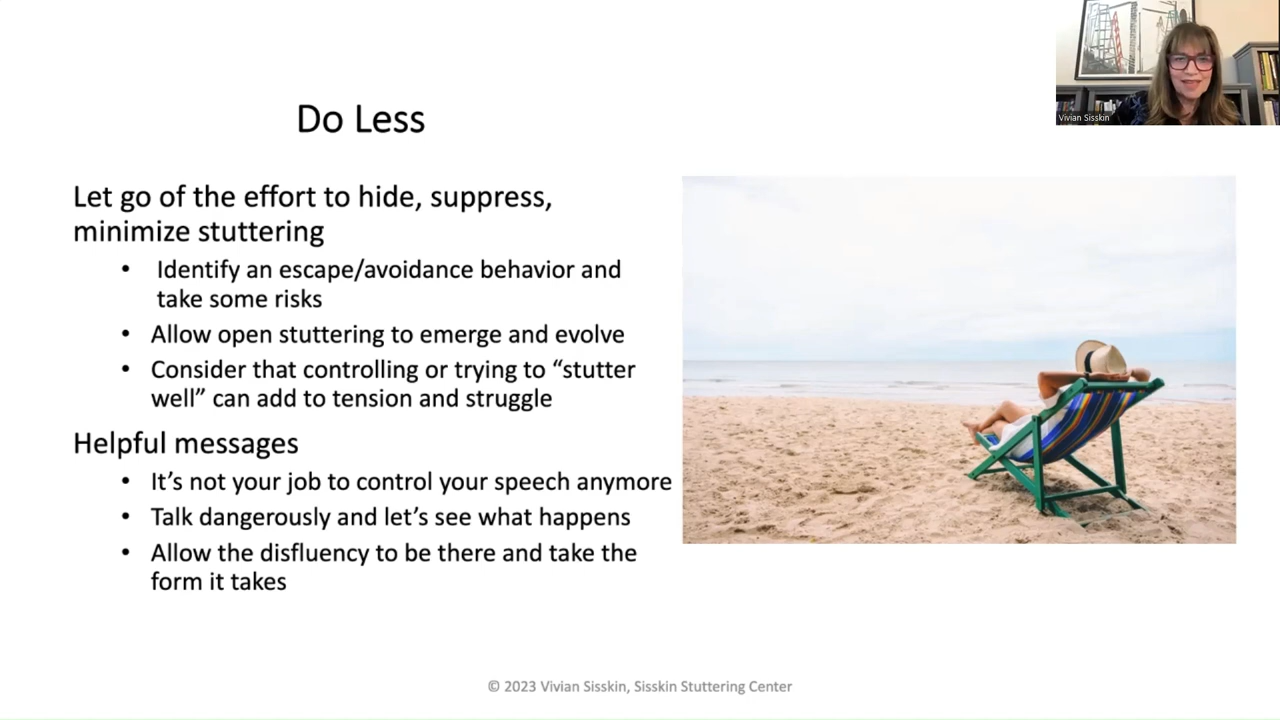 Vivian Sisskin
Do Less
Let go of the effort to hide, suppress,
minimize stuttering
• Identify an escape/avoidance behavior and
take some risks
• Allow open stuttering to emerge and evolve
• Consider that controlling or trying to “stutter
well” can add to tension and struggle
Helpful messages
• It’s not your job to control your speech anymore
• Talk dangerously and let’s see what happens
• Allow the disfluency to be there and take the
form it takes
© 2023 Vivian Sisskin, Sisskin Stuttering Center